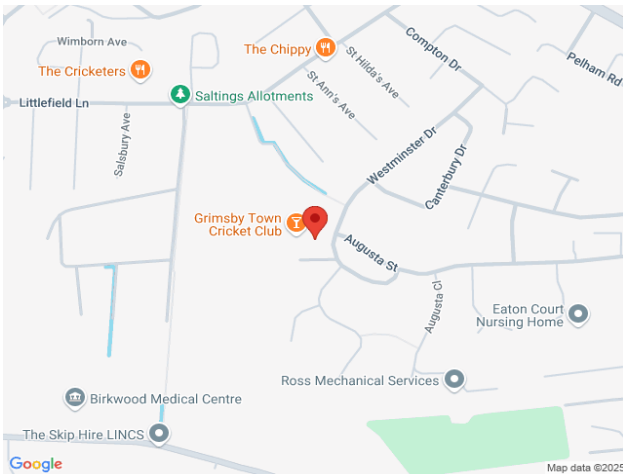 Wimborn Ave
The Cricketers
The Chippy
Compton Dr
Pelham Rd
St Hilda's Ave
St Ann's Ave
Saltings Allotments
Littlefield Ln
Salsbury Ave
Westminster Dr
Canterbury Dr
Grimsby Town
Cricket Club
Augusta St
Augusta Cl
Eaton Court
Nursing Home
Ross Mechanical Services
Birkwood Medical Centre
The Skip Hire LINCS
Google
Map data ©2025